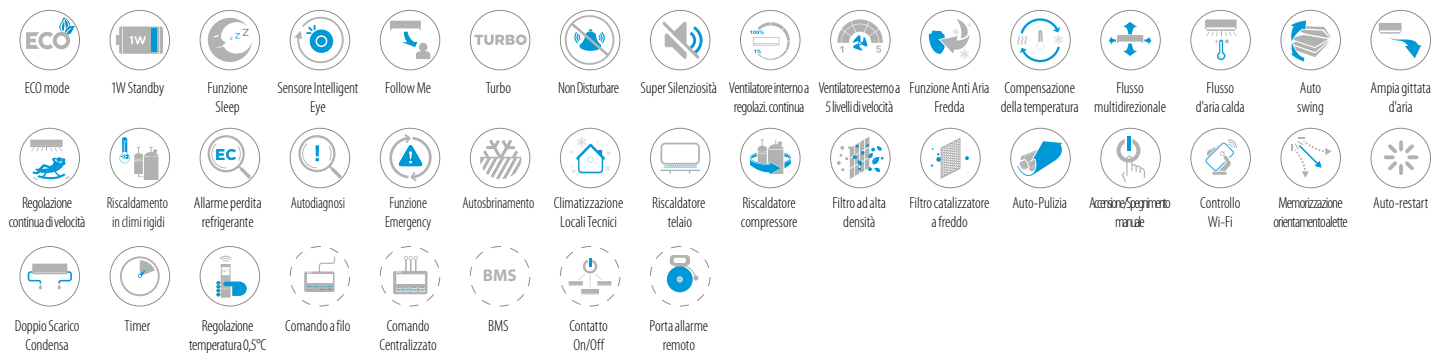 ECO
1W
z z Z
TURBO
100%
1%
1 5
ECO mode
1W Standby
Funzione
Sleep
Sensore Intelligent
Eye
Follow Me
Turbo
Non Disturbare
Super Silenziosità
Ventilatore interno a
regolazi. continua
Ventilatore esterno a
5 livelli di velocità
Funzione Anti Aria
Fredda
Compensazione
della temperatura
Flusso
multidirezionale
Flusso
d'aria calda
Auto
swing
Ampia gittata
d'aria
-12
EC
!
!
Regolazione
continua di velocità
Riscaldamento
in climi rigidi
Allarme perdita
refrigerante
Autodiagnosi
Funzione
Emergency
Autosbrinamento
Climatizzazione
Locali Tecnici
Riscaldatore
telaio
Riscaldatore
compressore
Filtro ad alta
densità
Filtro catalizzatore
a freddo
Auto-Pulizia
Accensione/Spegnimento
manuale
Controllo
Wi-Fi
Memorizzazione
orientamento alette
Auto-restart
BMS
Doppio Scarico
Condensa
Timer
Regolazione
temperatura 0,5°C
Comando a filo
Comando
Centralizzato
BMS
Contatto
On/Off
Porta allarme
remoto